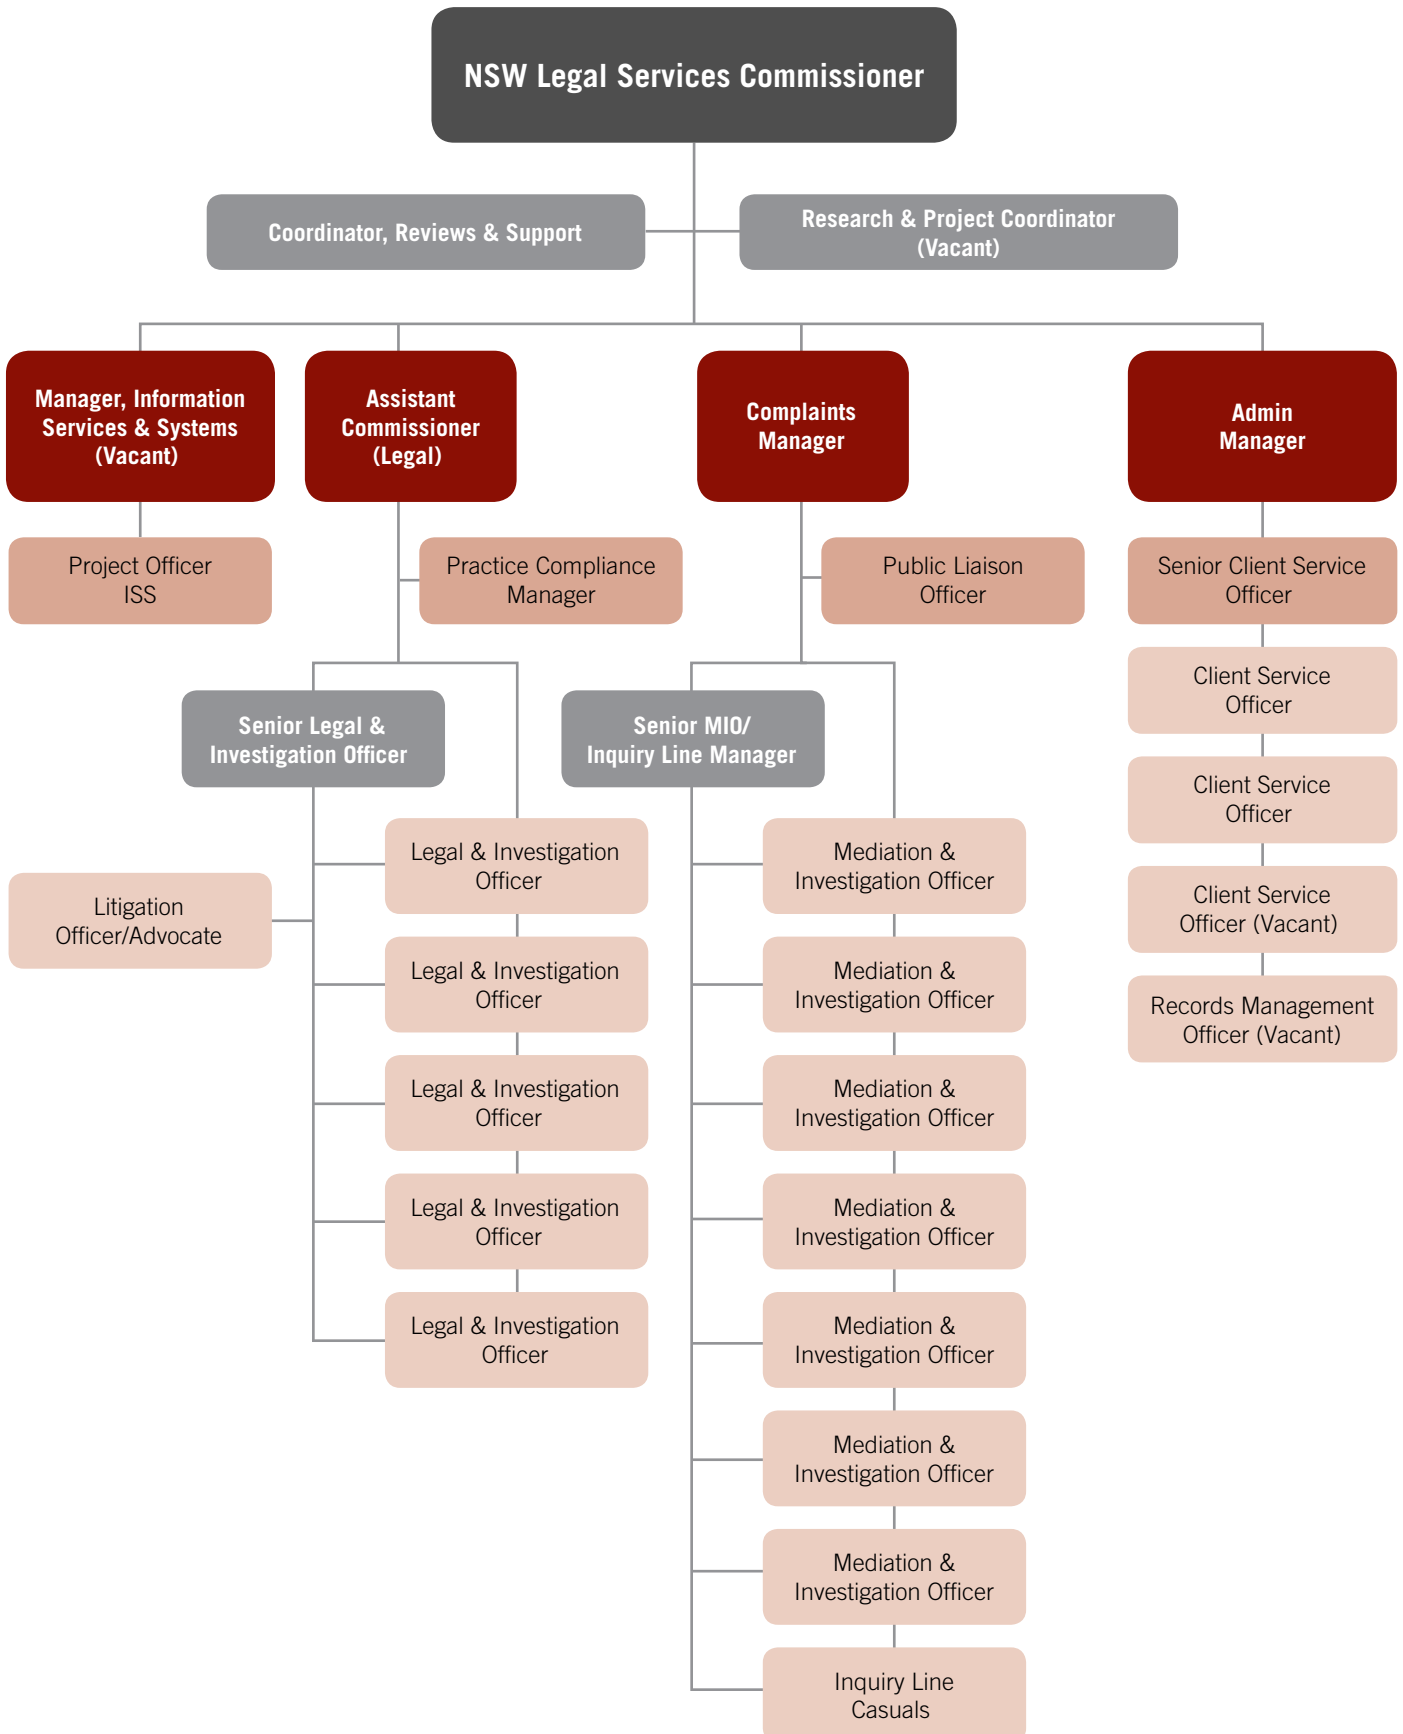 NSW Legal Services Commissioner
Coordinator, Reviews & Support
Research & Project Coordinator
(Vacant)
Manager, Information
Services & Systems
(Vacant)
Assistant
Commissioner
(Legal)
Complaints
Manager
Admin
Manager
Project Officer
ISS
Practice Compliance
Manager
Public Liaison
Officer
Senior Client Service
Officer
Client Service
Officer
Senior Legal &
Investigation Officer
Senior MIO/
Inquiry Line Manager
Client Service
Officer
Client Service
Officer (Vacant)
Records Management
Officer (Vacant)
Litigation
Officer/Advocate
Legal & Investigation
Officer
Legal & Investigation
Officer
Legal & Investigation
Officer
Legal & Investigation
Officer
Legal & Investigation
Officer
Mediation &
Investigation Officer
Mediation &
Investigation Officer
Mediation &
Investigation Officer
Mediation &
Investigation Officer
Mediation &
Investigation Officer
Mediation &
Investigation Officer
Mediation &
Investigation Officer
Inquiry Line
Casuals